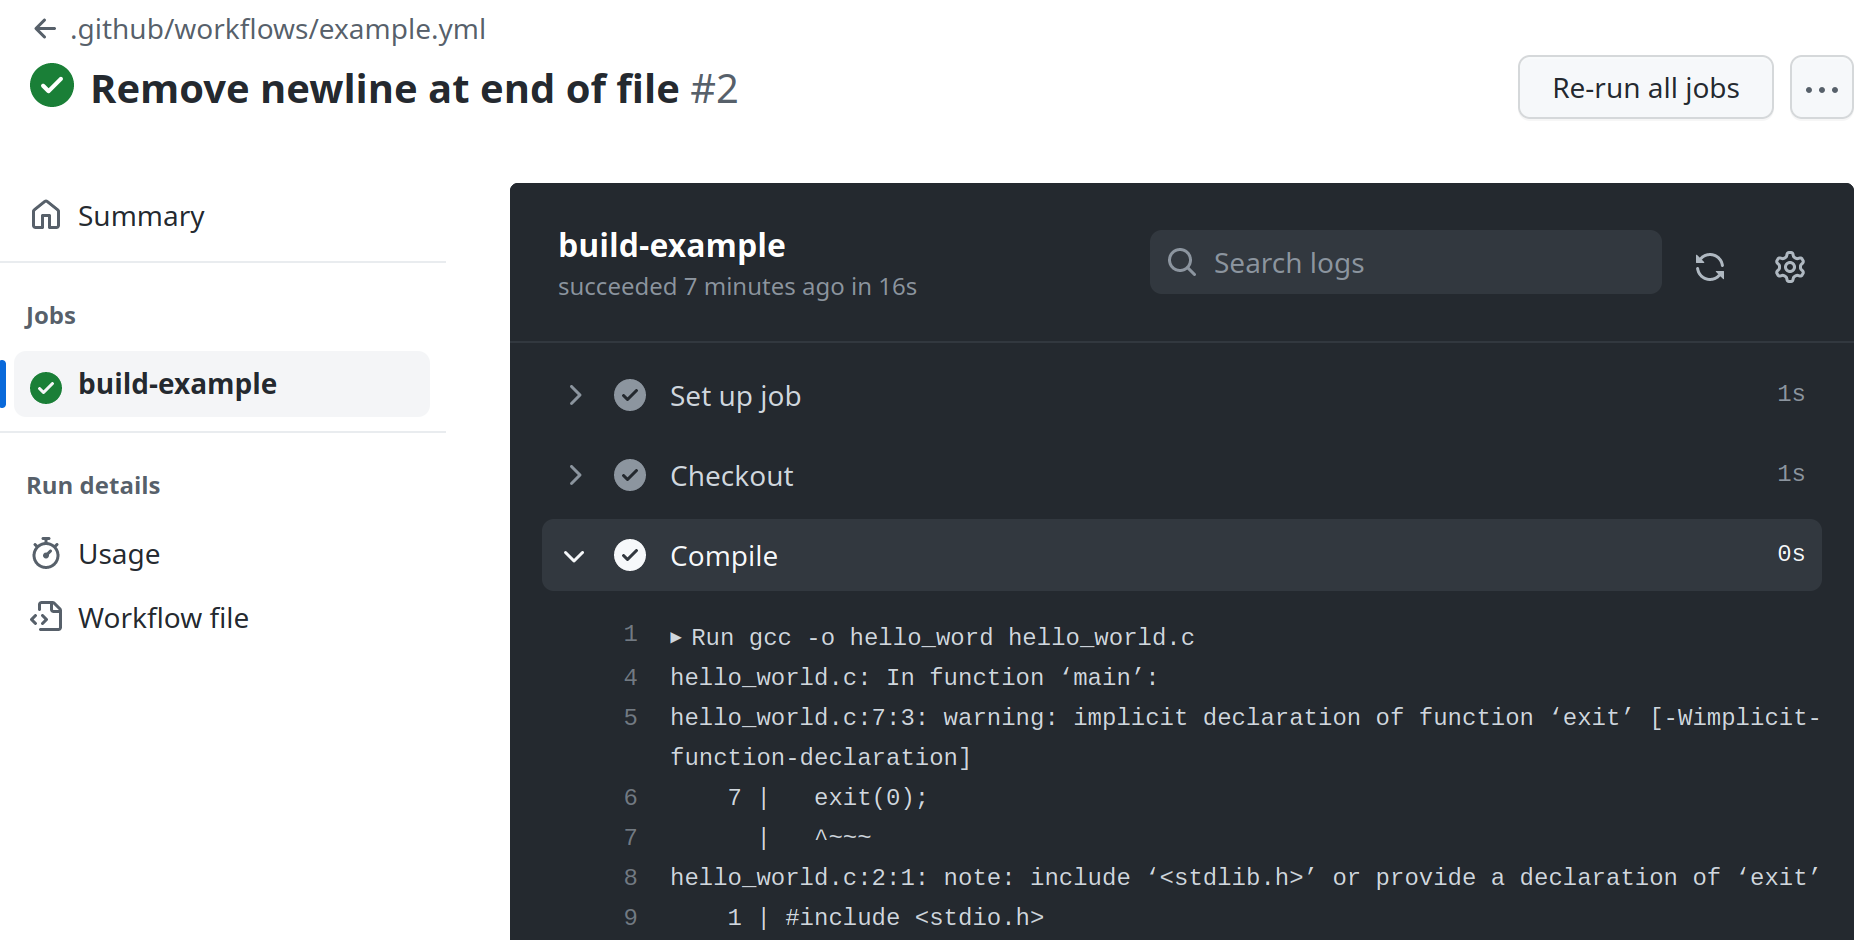 .github/workflows/example.yml
Remove newline at end of file #2
Re-run all jobs
Summary
Jobs
build-example
Run details
Usage
Workflow file
build-example
succeeded 7 minutes ago in 16s
Search logs
Set up job 1s
Checkout 1s
Compile 0s
1 Run gcc -o hello_word hello_world.c
4 hello_world.c: In function ‘main’:
5 hello_world.c:7:3: warning: implicit declaration of function ‘exit’ [-Wimplicit-
function-declaration]
6 7 | exit(0);
7 | ^~~~
8 hello_world.c:2:1: note: include ‘<stdlib.h>’ or provide a declaration of ‘exit’
9 1 | #include <stdio.h>